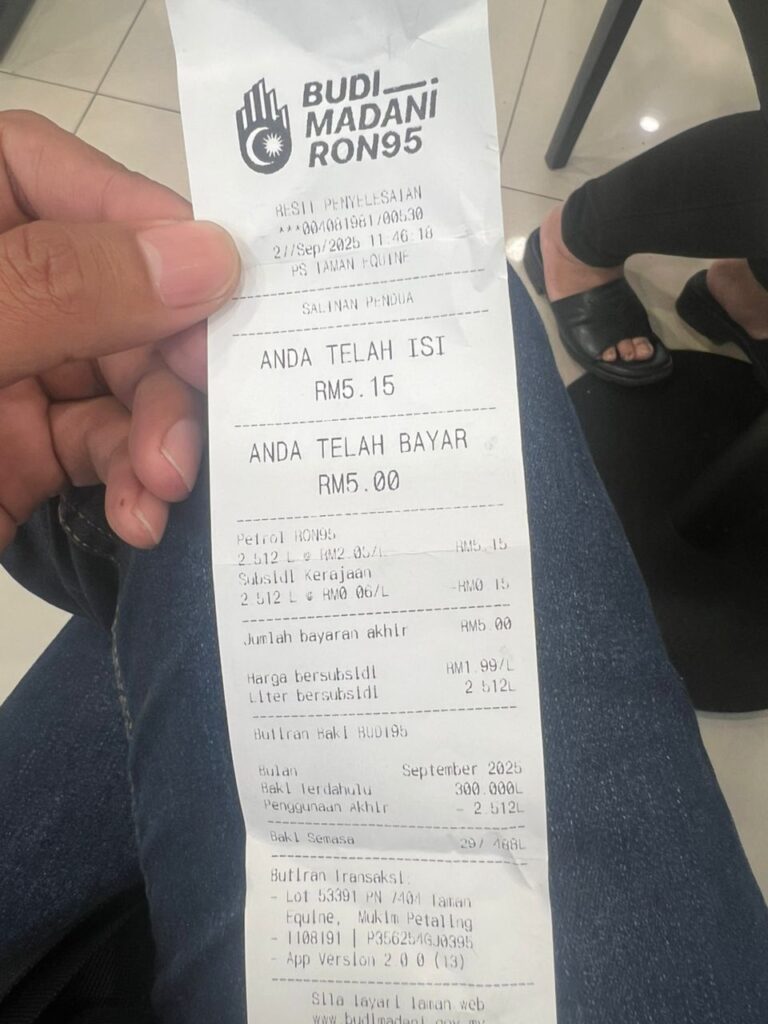 BUDI
MADANI
RON95
RESIT PENYELESAIAN
***004081981700530
27/Sep/2025 11:46:18
PS TAMAN EQUINE
SALINAN PENDUA
ANDA TELAH ISI
RM5.15
ANDA TELAH BAYAR
RM5.00
Petrol RON95
2.512 L @ RM2.05/L RM5.15
Subsidi Kerajaan
2.512 L @ RM0.06/L -RM0.15
Jumlah bayaran akhir RM5.00
Harga bersubsidi RM1.99/L
Liter bersubsidi 2.512L
Butiran Baki BUDI95
Bulan September 2025
Baki Terdahulu 300.000L
Penggunaan Akhir - 2.512L
Baki Semasa 297.488L
Butiran Transaksi:
- Lot 53391 PN 7404 Taman
Equine, Mukim Petaling
- 1108191 | P356254GJ0395
- App Version 2.0.0 (13)
Sila layari laman web
www.budimadani.gov.my